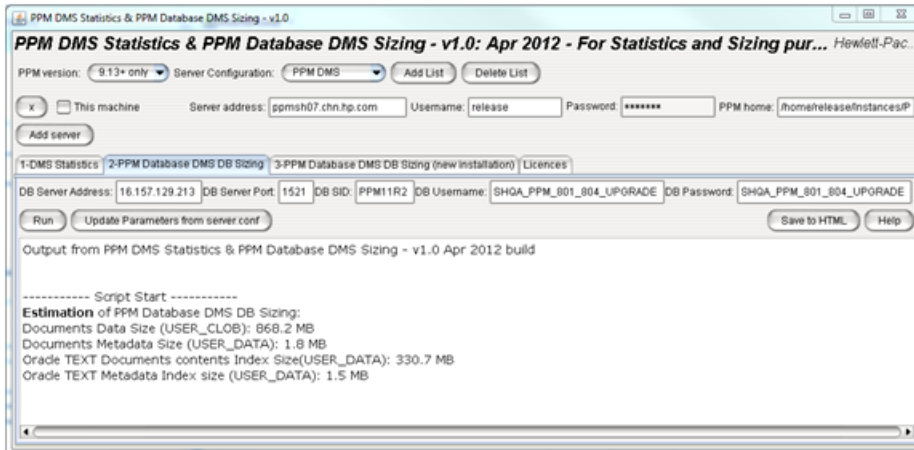 PPM DMS Statistics & PPM Database DMS Sizing - v1.0
PPM DMS Statistics & PPM Database DMS Sizing - v1.0: Apr 2012 - For Statistics and Sizing pur... Hewlett-Pac...
PPM version: 9.13+ only Server Configuration: PPM DMS Add List Delete List
x This machine Server address: ppmsh07.chn.hp.com Username: release Password: ******* PPM home: /home/release/Instances/P
Add server
1-DMS Statistics 2-PPM Database DMS DB Sizing 3-PPM Database DMS DB Sizing (new installation) Licences
DB Server Address: 16.157.129.213 DB Server Port: 1521 DB SID: PPM11R2 DB Username: SHQA_PPM_801_804_UPGRADE DB Password: SHQA_PPM_801_804_UPGRADE
Run Update Parameters from server.conf Save to HTML Help
Output from PPM DMS Statistics & PPM Database DMS Sizing - v1.0 Apr 2012 build
----------- Script Start -----------
Estimation of PPM Database DMS DB Sizing:
Documents Data Size (USER_CLOB): 868.2 MB
Documents Metadata Size (USER_DATA): 1.8 MB
Oracle TEXT Documents contents Index Size(USER_DATA): 330.7 MB
Oracle TEXT Metadata Index size (USER_DATA): 1.5 MB